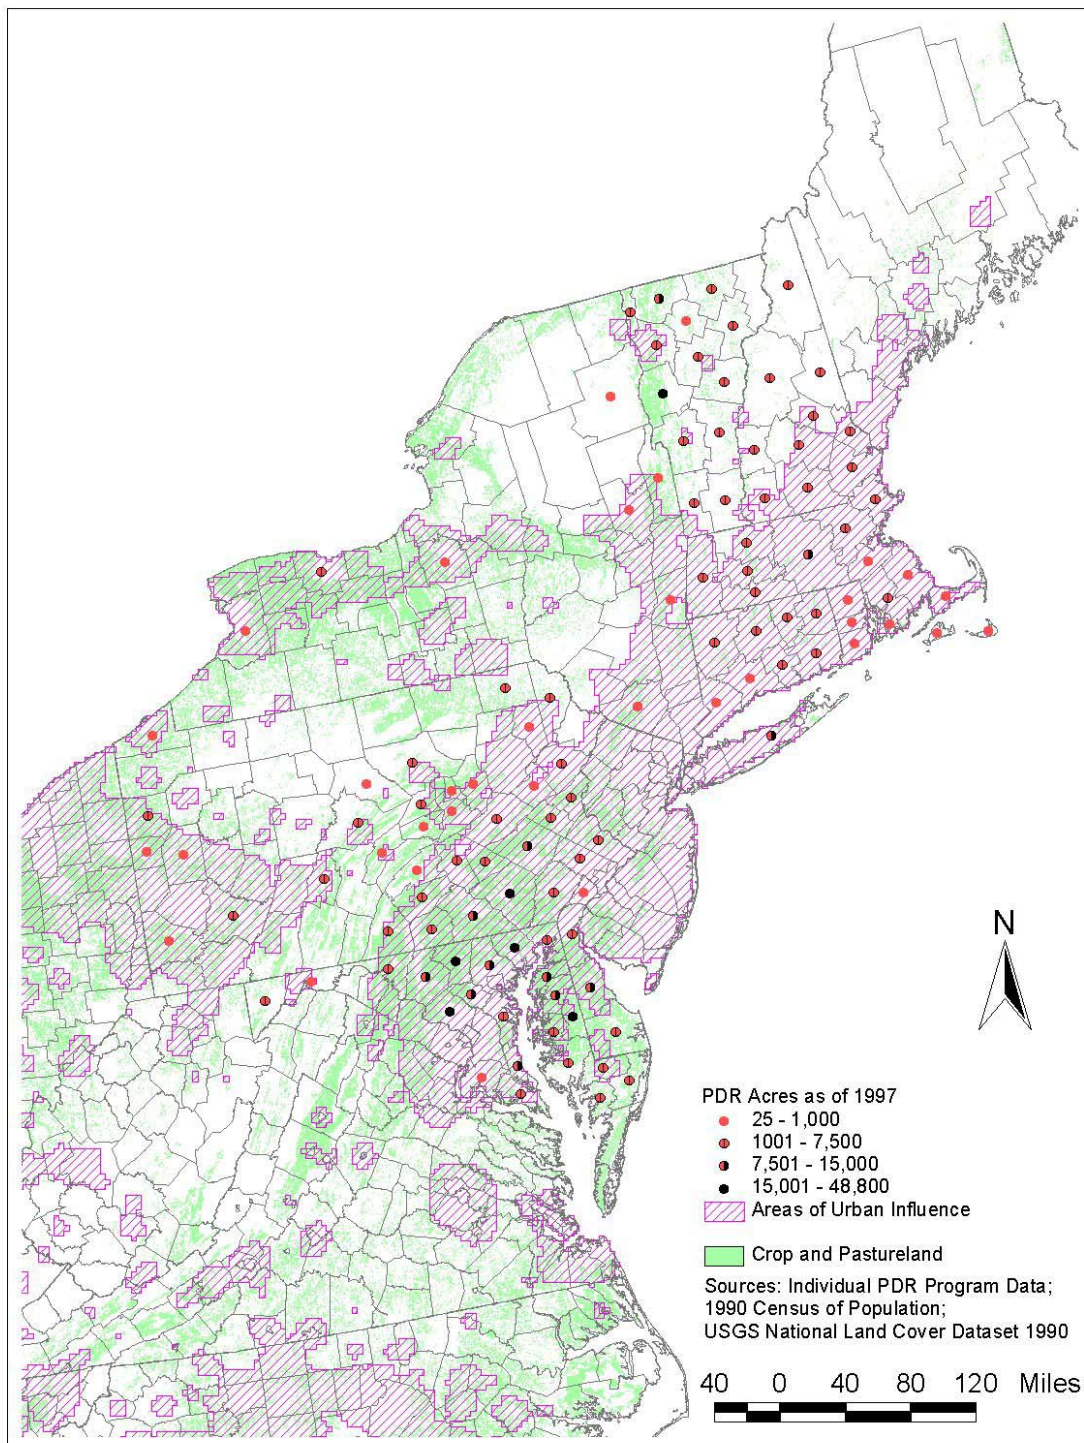 N
PDR Acres as of 1997
25 - 1,000
1001 - 7,500
7,501 - 15,000
15,001 - 48,800
Areas of Urban Influence
Crop and Pastureland
Sources: Individual PDR Program Data;
1990 Census of Population;
USGS National Land Cover Dataset 1990
40 0 40 80 120 Miles